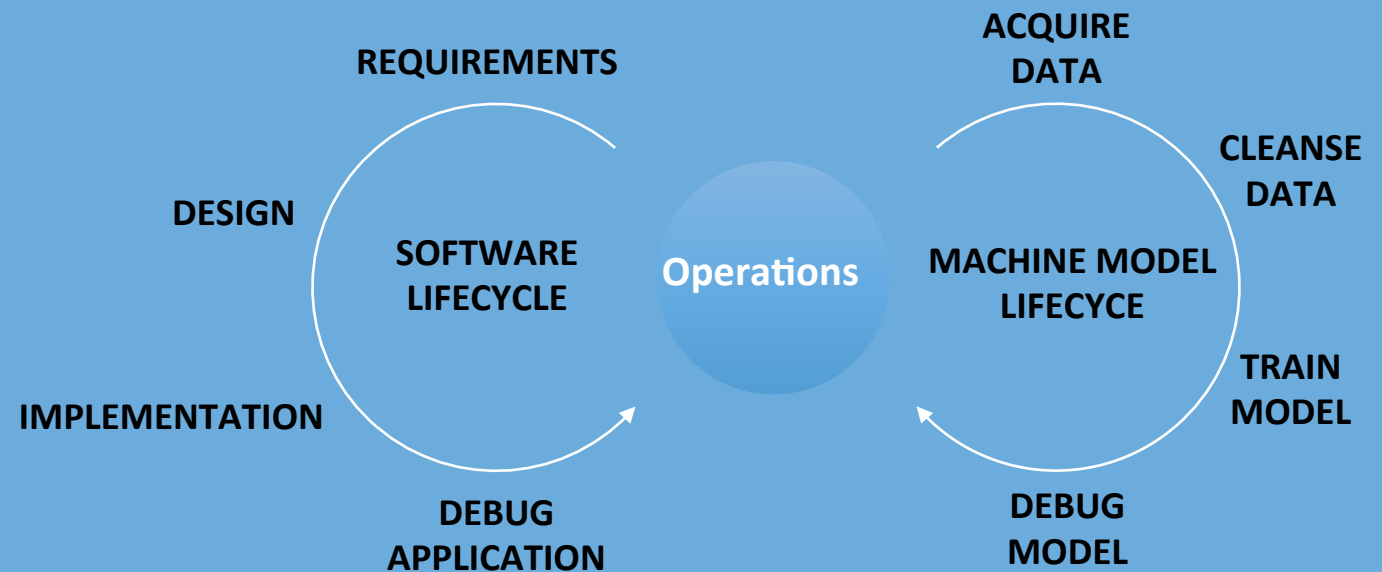 REQUIREMENTS
DESIGN
SOFTWARE
LIFECYCLE
IMPLEMENTATION
DEBUG
APPLICATION
Operations
ACQUIRE
DATA
CLEANSE
DATA
MACHINE MODEL
LIFECYCE
TRAIN
MODEL
DEBUG
MODEL